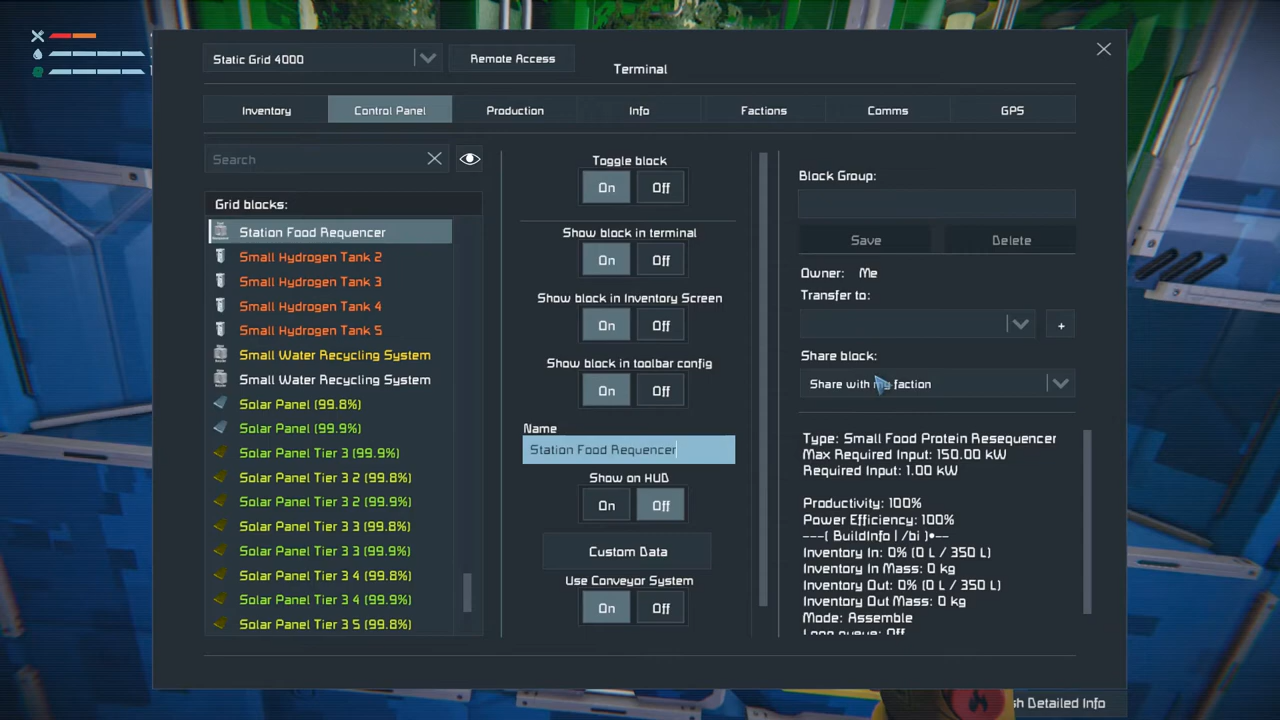 Static Grid 4000
Remote Access
Terminal
Inventory
Control Panel
Production
Info
Factions
Comms
GPS
Search
Grid blocks:
Station Food Requencer
Small Hydrogen Tank 2
Small Hydrogen Tank 3
Small Hydrogen Tank 4
Small Hydrogen Tank 5
Small Water Recycling System
Small Water Recycling System
Solar Panel (99.8%)
Solar Panel (99.9%)
Solar Panel Tier 3 (99.9%)
Solar Panel Tier 3 2 (99.8%)
Solar Panel Tier 3 2 (99.9%)
Solar Panel Tier 3 3 (99.8%)
Solar Panel Tier 3 3 (99.9%)
Solar Panel Tier 3 4 (99.8%)
Solar Panel Tier 3 4 (99.9%)
Solar Panel Tier 3 5 (99.8%)
Toggle block
On Off
Show block in terminal
On Off
Show block in Inventory Screen
On Off
Show block in toolbar config
On Off
Name
Station Food Requencer
Show on HUD
On Off
Custom Data
Use Conveyor System
On Off
Block Group:
Save
Delete
Owner: Me
Transfer to:
+
Share block:
Share with my faction
Type: Small Food Protein Resequencer
Max Required Input: 150.00 kW
Required Input: 1.00 kW
Productivity: 100%
Power Efficiency: 100%
---( BuildInfo | /bi )•--
Inventory In: 0% (0 L / 350 L)
Inventory In Mass: 0 kg
Inventory Out: 0% (0 L / 350 L)
Inventory Out Mass: 0 kg
Mode: Assemble
Loop queue: Off
Detailed Info